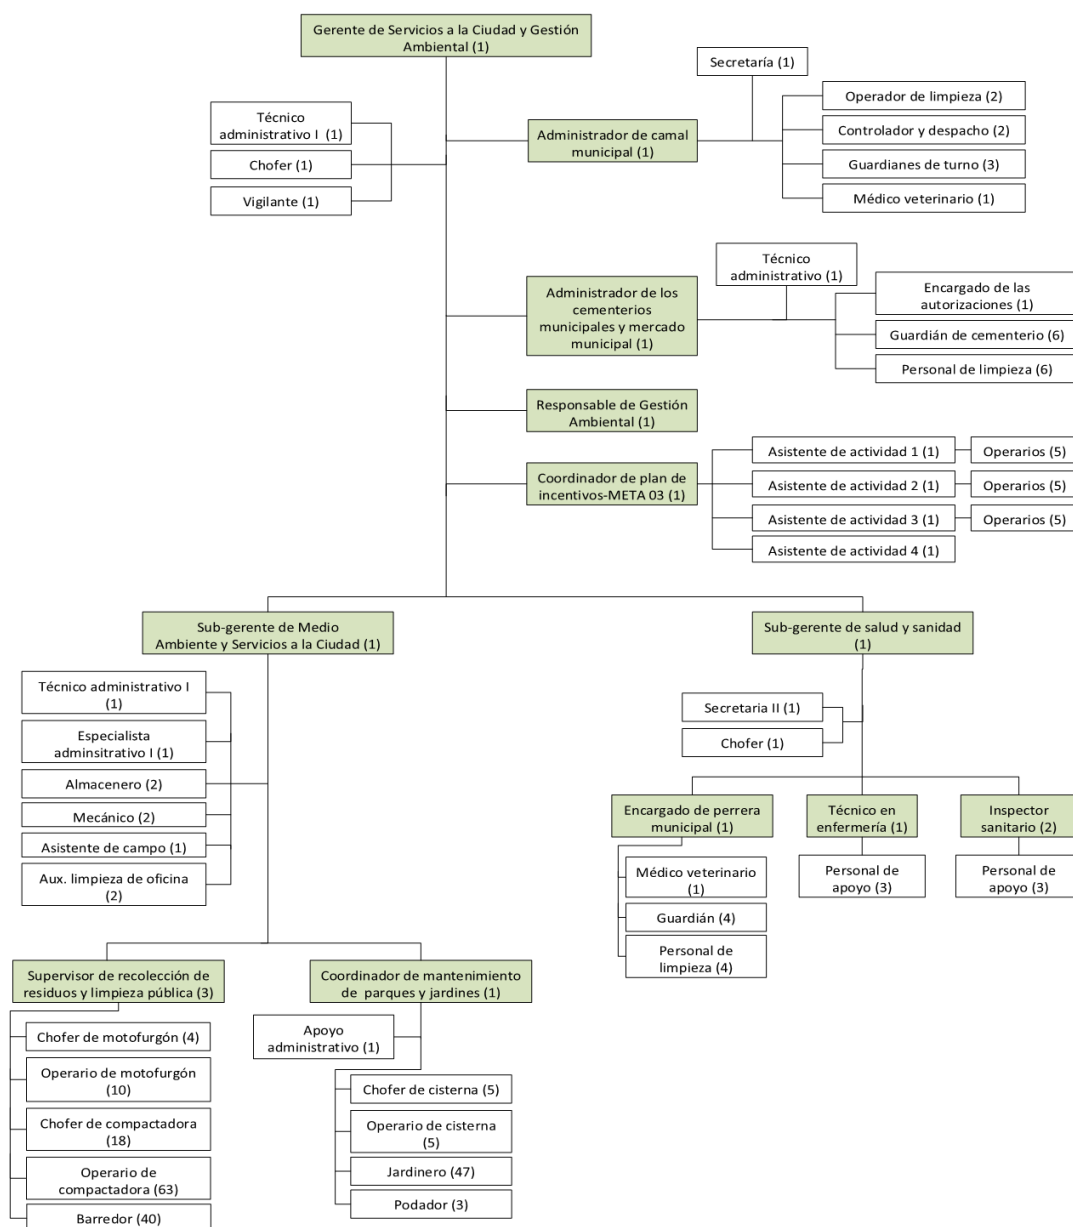 Gerente de Servicios a la Ciudad y Gestión
Ambiental (1)
Secretaría (1)
Técnico
administrativo I  (1)
Chofer (1)
Vigilante (1)
Administrador de camal
municipal (1)
Operador de limpieza (2)
Controlador y despacho (2)
Guardianes de turno (3)
Médico veterinario (1)
Administrador de los
cementerios
municipales y mercado
municipal (1)
Técnico
administrativo (1)
Encargado de las
autorizaciones (1)
Guardián de cementerio (6)
Personal de limpieza (6)
Responsable de Gestión
Ambiental (1)
Coordinador de plan de
incentivos-META 03 (1)
Asistente de actividad 1 (1)
Operarios (5)
Asistente de actividad 2 (1)
Operarios (5)
Asistente de actividad 3 (1)
Operarios (5)
Asistente de actividad 4 (1)
Sub-gerente de Medio
Ambiente y Servicios a la Ciudad (1)
Técnico administrativo I
(1)
Especialista
adminsitrativo I (1)
Almacenero (2)
Mecánico (2)
Asistente de campo (1)
Aux. limpieza de oficina
(2)
Supervisor de recolección de
residuos y limpieza pública (3)
Chofer de motofurgón (4)
Operario de motofurgón
(10)
Chofer de compactadora
(18)
Operario de
compactadora (63)
Barredor (40)
Coordinador de mantenimiento
de  parques y jardines (1)
Apoyo
administrativo (1)
Chofer de cisterna (5)
Operario de cisterna
(5)
Jardinero (47)
Podador (3)
Sub-gerente de salud y sanidad
(1)
Secretaria II (1)
Chofer (1)
Encargado de perrera
municipal (1)
Médico veterinario
(1)
Guardián (4)
Personal de
limpieza (4)
Técnico en
enfermería (1)
Personal de
apoyo (3)
Inspector
sanitario (2)
Personal de
apoyo (3)